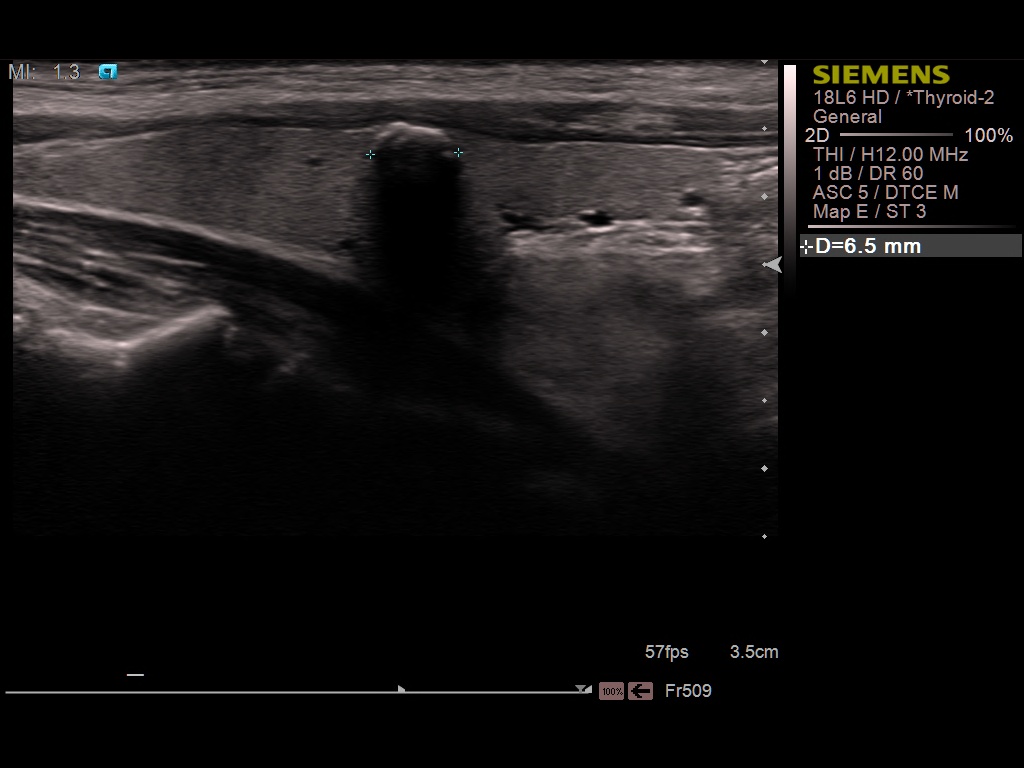 MI: 1.3
SIEMENS
18L6 HD / *Thyroid-2
General
2D 100%
THI / H12.00 MHz
1 dB / DR 60
ASC 5 / DTCE M
Map E / ST 3
D=6.5 mm
57fps 3.5cm
100% Fr509